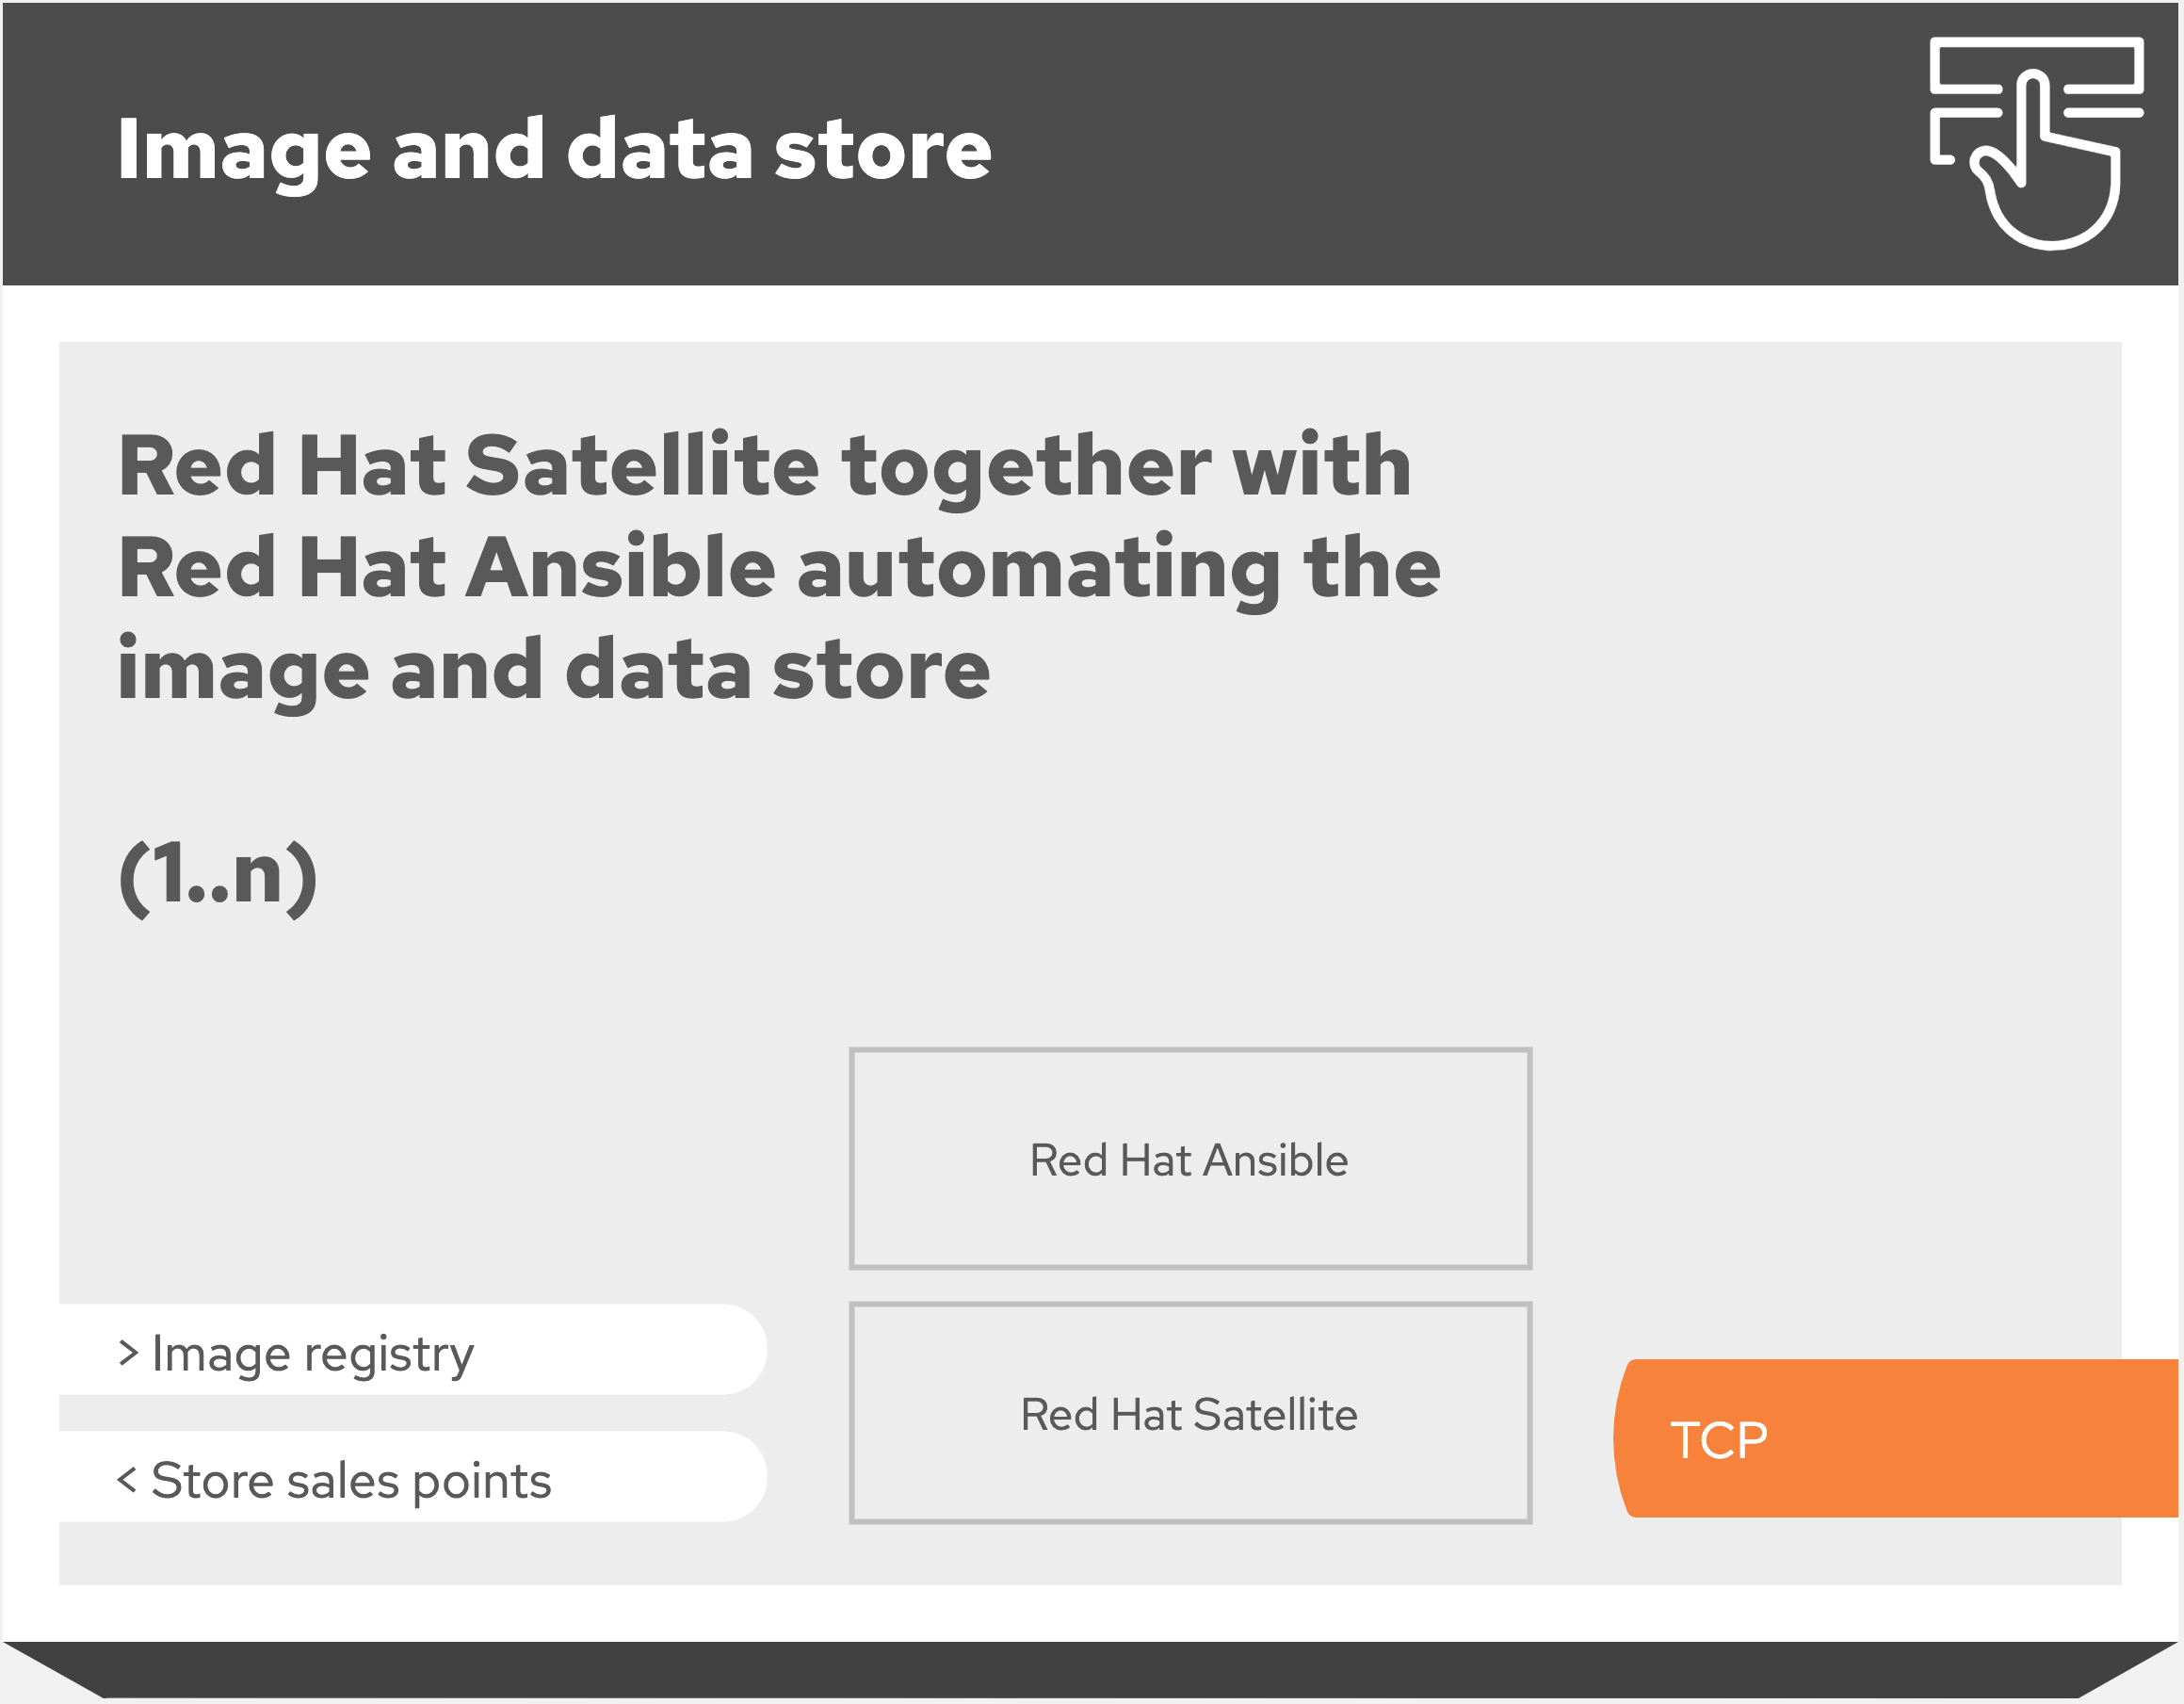 Image and data store
Red Hat Satellite together with
Red Hat Ansible automating the
image and data store
(1..n)
Red Hat Ansible
> Image registry
Red Hat Satellite
TCP
< Store sales points